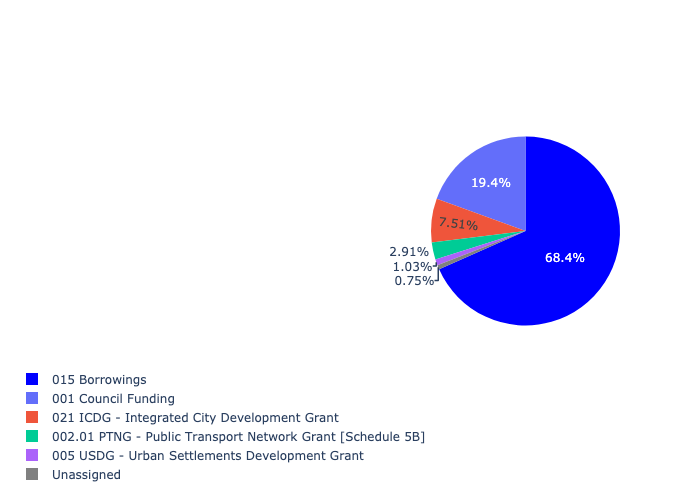 19.4%
7.51%
2.91%
68.4%
1.03%
0.75%
015 Borrowings
001 Council Funding
021 ICDG - Integrated City Development Grant
002.01 PTNG - Public Transport Network Grant [Schedule 5B]
005 USDG - Urban Settlements Development Grant
Unassigned